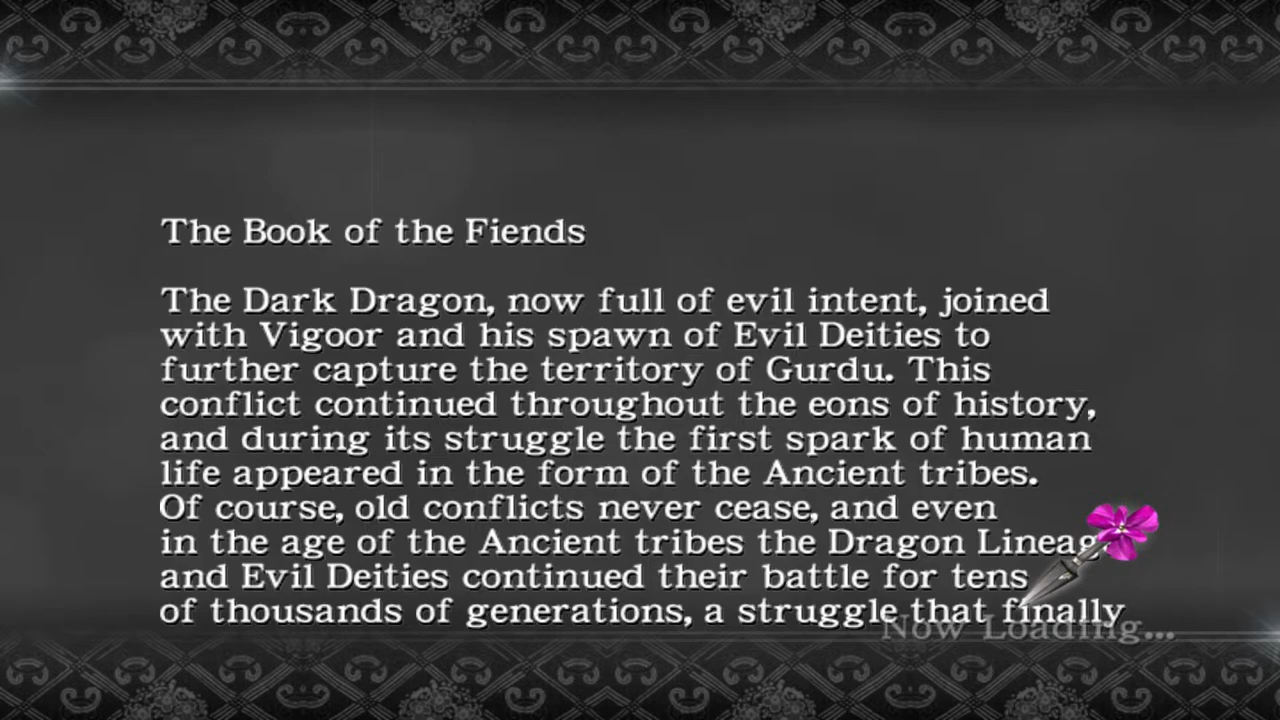 The Book of the Fiends
The Dark Dragon, now full of evil intent, joined
with Vigoor and his spawn of Evil Deities to
further capture the territory of Gurdu. This
conflict continued throughout the eons of history,
and during its struggle the first spark of human
life appeared in the form of the Ancient tribes.
Of course, old conflicts never cease, and even
in the age of the Ancient tribes the Dragon Lineag
and Evil Deities continued their battle for tens
of thousands of generations, a struggle that finally
Now Loading...